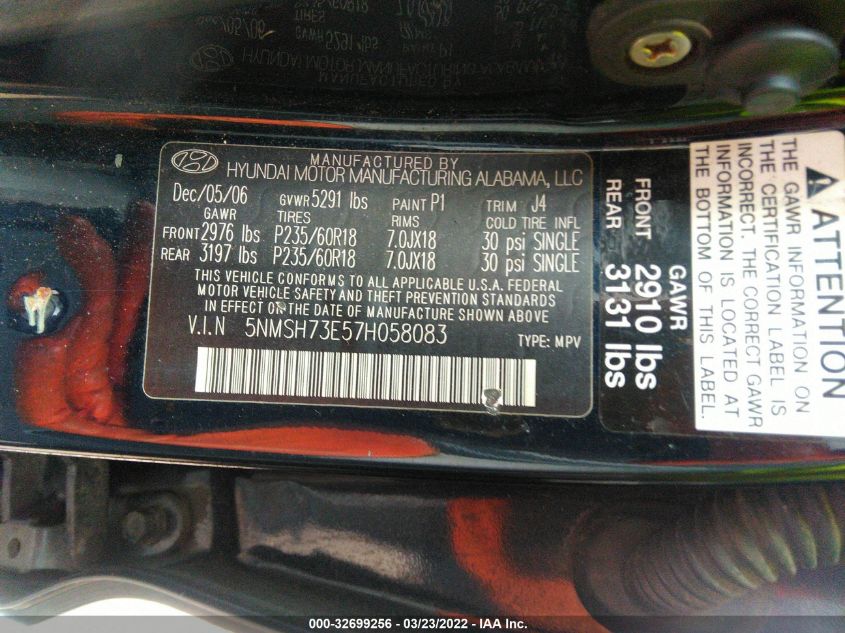 MANUFACTURED BY
HYUNDAI MOTOR MANUFACTURING ALABAMA, LLC
Dec/05/06 GVWR 5291 lbs PAINT P1 TRIM J4
GAWR TIRES RIMS COLD TIRE INFL
FRONT 2976 lbs P235/60R18 7.0JX18 30 psi SINGLE
REAR 3197 lbs P235/60R18 7.0JX18 30 psi SINGLE
THIS VEHICLE CONFORMS TO ALL APPLICABLE U.S.A. FEDERAL
MOTOR VEHICLE SAFETY AND THEFT PREVENTION STANDARDS
IN EFFECT ON THE DATE OF MANUFACTURE SHOWN ABOVE
V.I.N 5NMSH73E57H058083 TYPE: MPV
GAWR
FRONT 2910 lbs
REAR 3131 lbs
ATTENTION
THE GAWR INFORMATION ON
THE CERTIFICATION LABEL IS
INCORRECT. THE CORRECT GAWR
INFORMATION IS LOCATED AT
THE BOTTOM OF THIS LABEL.
000-32699256 - 03/23/2022 - IAA Inc.